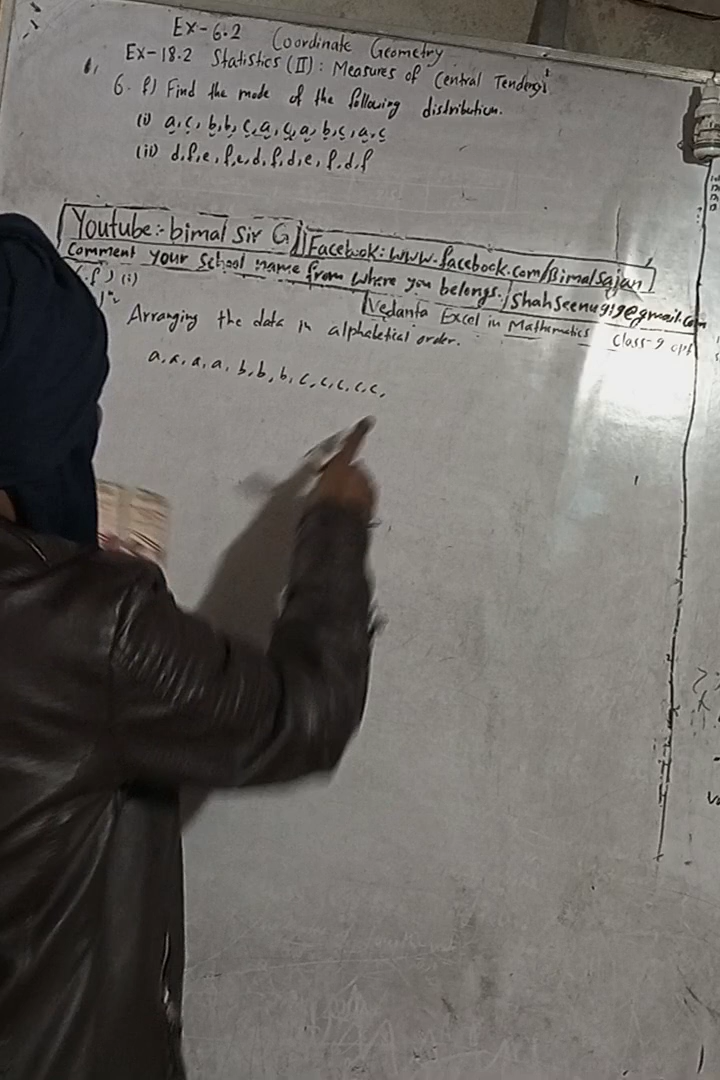 Ex-6.2 Coordinate Geometry
Ex-18.2 Statistics (II): Measures of Central Tendency
6. f) Find the mode of the following distribution.
(i) a, c, b, b, c, a, c, a, b, c, a, c
(ii) d, f, e, f, e, d, f, d, e, f, d, f
Youtube:- bimal Sir G Facebook: www.facebook.com/Bimalsajan
Comment your School name from where you belongs. / Shahseenu919@gmail.com
(i)
Vedanta Excel in Mathematics class-9 opt
Arranging the data in alphabetical order.
a, a, a, a, b, b, b, c, c, c, c, c,